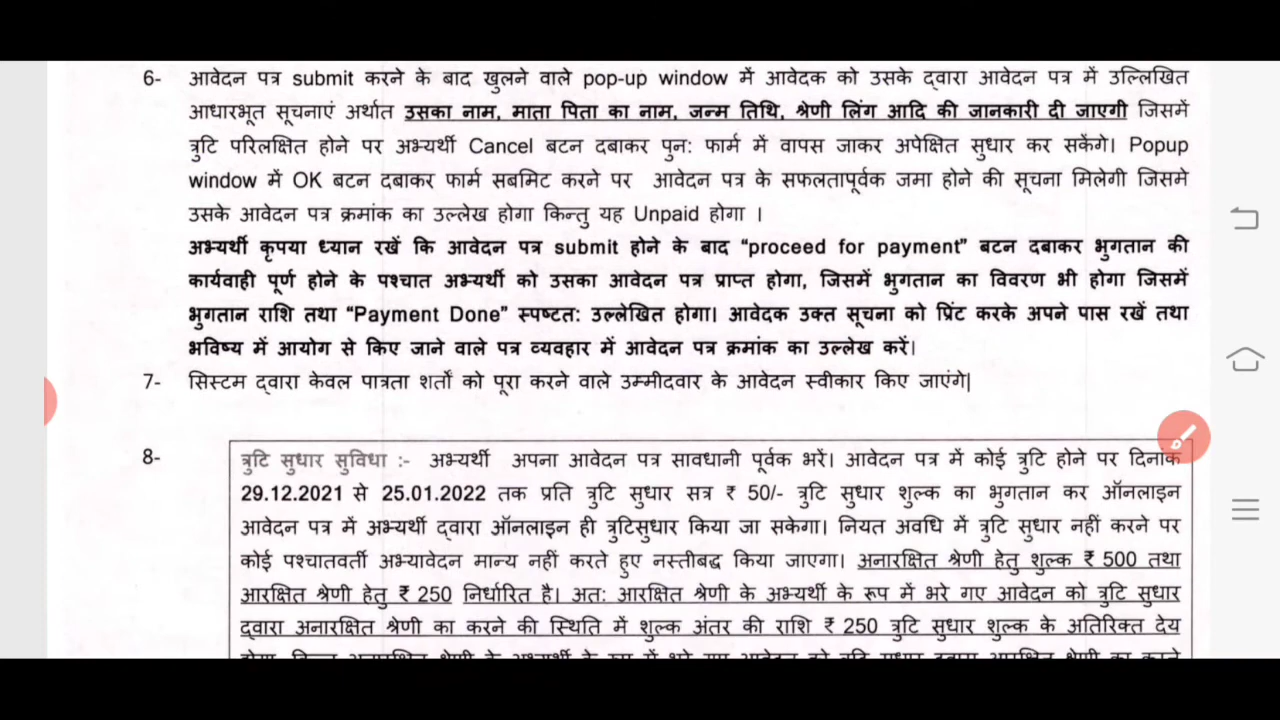 6- आवेदन पत्र submit करने के बाद खुलने वाले pop-up window में आवेदक को उसके द्वारा आवेदन पत्र में उल्लिखित
आधारभूत सूचनाएं अर्थात उसका नाम, माता पिता का नाम, जन्म तिथि, श्रेणी लिंग आदि की जानकारी दी जाएगी जिसमें
त्रुटि परिलक्षित होने पर अभ्यर्थी Cancel बटन दबाकर पुन: फार्म में वापस जाकर अपेक्षित सुधार कर सकेंगे। Popup
window में OK बटन दबाकर फार्म सबमिट करने पर आवेदन पत्र के सफलतापूर्वक जमा होने की सूचना मिलेगी जिसमे
उसके आवेदन पत्र क्रमांक का उल्लेख होगा किन्तु यह Unpaid होगा ।
अभ्यर्थी कृपया ध्यान रखें कि आवेदन पत्र submit होने के बाद “proceed for payment” बटन दबाकर भुगतान की
कार्यवाही पूर्ण होने के पश्चात अभ्यर्थी को उसका आवेदन पत्र प्राप्त होगा, जिसमें भुगतान का विवरण भी होगा जिसमें
भुगतान राशि तथा “Payment Done” स्पष्टत: उल्लेखित होगा। आवेदक उक्त सूचना को प्रिंट करके अपने पास रखें तथा
भविष्य में आयोग से किए जाने वाले पत्र व्यवहार में आवेदन पत्र क्रमांक का उल्लेख करें।
7- सिस्टम द्वारा केवल पात्रता शर्तों को पूरा करने वाले उम्मीदवार के आवेदन स्वीकार किए जाएंगे|
8- त्रुटि सुधार सुविधा :- अभ्यर्थी अपना आवेदन पत्र सावधानी पूर्वक भरें। आवेदन पत्र में कोई त्रुटि होने पर दिनांक
29.12.2021 से 25.01.2022 तक प्रति त्रुटि सुधार सत्र ₹ 50/- त्रुटि सुधार शुल्क का भुगतान कर ऑनलाइन
आवेदन पत्र में अभ्यर्थी द्वारा ऑनलाइन ही त्रुटिसुधार किया जा सकेगा। नियत अवधि में त्रुटि सुधार नहीं करने पर
कोई पश्चातवर्ती अभ्यावेदन मान्य नहीं करते हुए नस्तीबद्ध किया जाएगा। अनारक्षित श्रेणी हेतु शुल्क ₹ 500 तथा
आरक्षित श्रेणी हेतु ₹ 250 निर्धारित है। अत: आरक्षित श्रेणी के अभ्यर्थी के रूप में भरे गए आवेदन को त्रुटि सुधार
द्वारा अनारक्षित श्रेणी का करने की स्थिति में शुल्क अंतर की राशि ₹ 250 त्रुटि सुधार शुल्क के अतिरिक्त देय